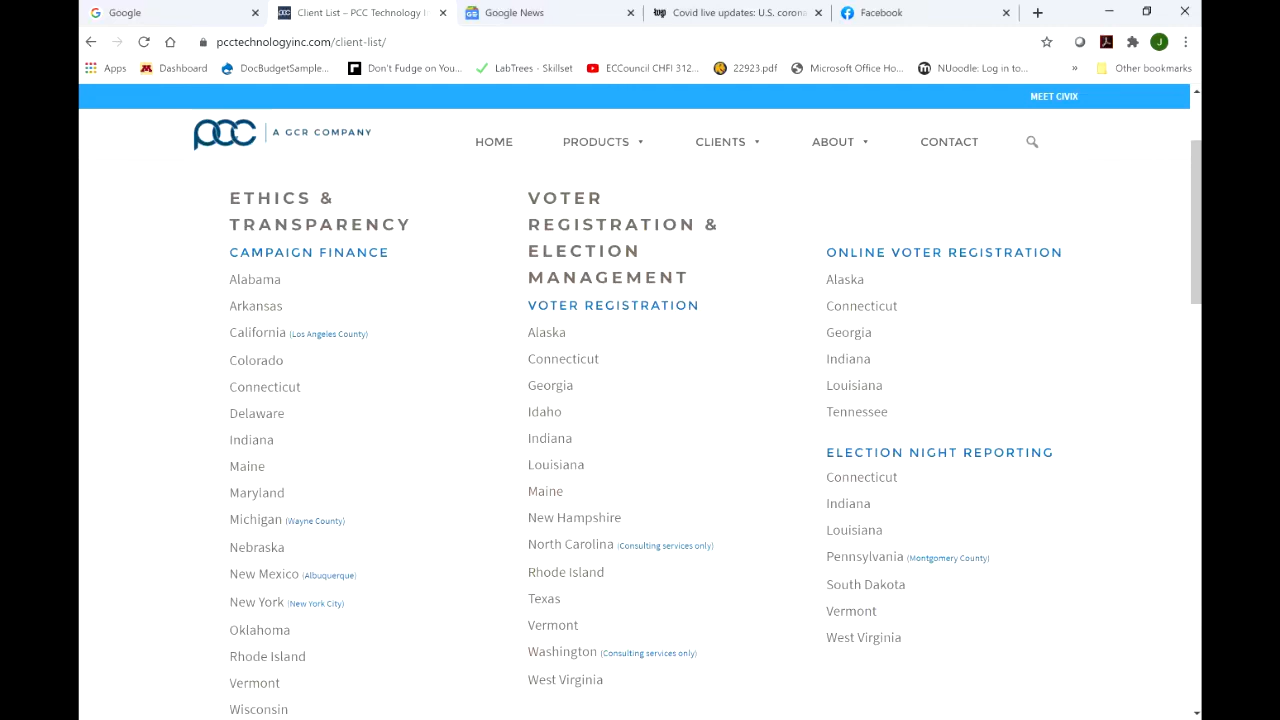 Google
Client List – PCC Technology I
Google News
Covid live updates: U.S. corona
Facebook
pcctechnologyinc.com/client-list/
J
Apps
Dashboard
DocBudgetSample...
Don't Fudge on You...
LabTrees - Skillset
ECCouncil CHFI 312...
22923.pdf
Microsoft Office Ho...
NUoodle: Log in to...
»
Other bookmarks
MEET CIVIX
pcc A GCR COMPANY
HOME
PRODUCTS
CLIENTS
ABOUT
CONTACT
ETHICS &
TRANSPARENCY
CAMPAIGN FINANCE
Alabama
Arkansas
California (Los Angeles County)
Colorado
Connecticut
Delaware
Indiana
Maine
Maryland
Michigan (Wayne County)
Nebraska
New Mexico (Albuquerque)
New York (New York City)
Oklahoma
Rhode Island
Vermont
Wisconsin
VOTER
REGISTRATION &
ELECTION
MANAGEMENT
VOTER REGISTRATION
Alaska
Connecticut
Georgia
Idaho
Indiana
Louisiana
Maine
New Hampshire
North Carolina (Consulting services only)
Rhode Island
Texas
Vermont
Washington (Consulting services only)
West Virginia
ONLINE VOTER REGISTRATION
Alaska
Connecticut
Georgia
Indiana
Louisiana
Tennessee
ELECTION NIGHT REPORTING
Connecticut
Indiana
Louisiana
Pennsylvania (Montgomery County)
South Dakota
Vermont
West Virginia